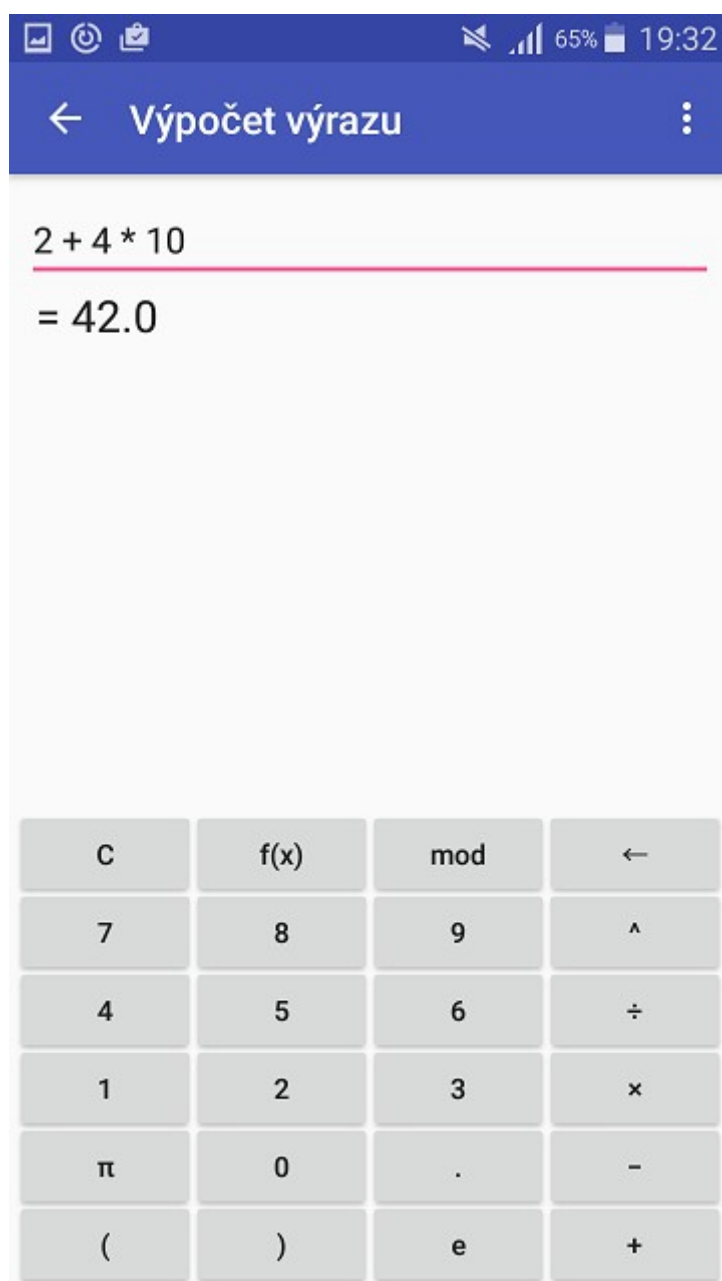 65% 19:32
← Výpočet výrazu
2 + 4 * 10
= 42.0
C f(x) mod ←
7 8 9 ^
4 5 6 ÷
1 2 3 ×
π 0 . −
( ) e +